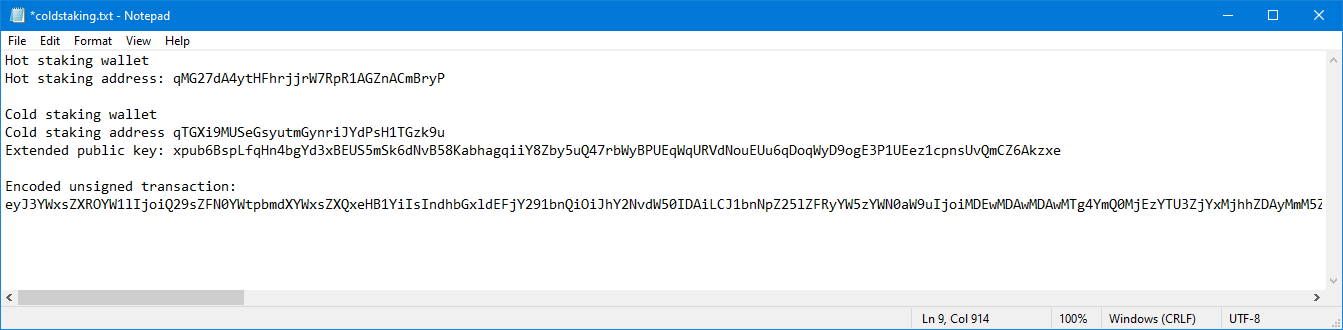 *coldstaking.txt - Notepad
File Edit Format View Help
Hot staking wallet
Hot staking address: qMG27dA4ytHFhrjjrW7RpR1AGZnACmBryP
Cold staking wallet
Cold staking address qTGXi9MUSeGsyutmGynriJYdPsH1TGzk9u
Extended public key: xpub6BspLfqHn4bgYd3xBEUS5mSk6dNvB58KabhagqiiY8Zby5uQ47rbWyBPUEqWqURVdNouEUu6qDoqWyD9ogE3P1UEez1cpnsUvQmCZ6Akzxe
Encoded unsigned transaction:
eyJ3YWxsZXROYW1lIjoiQ29sZFN0YWtpbmdXYWxsZXQxeHB1YiIsIndhbGxldEFjY291bnQiOiJhY2NvdW50IDAiLCJ1bnNpZ25lZFRyYW5zYWN0aW9uIjoiMDEwMDAwMDAwMTg4YmQ0MjEzYTU3ZjYxMjhhZDAyMmM5Z
Ln 9, Col 914 100% Windows (CRLF) UTF-8